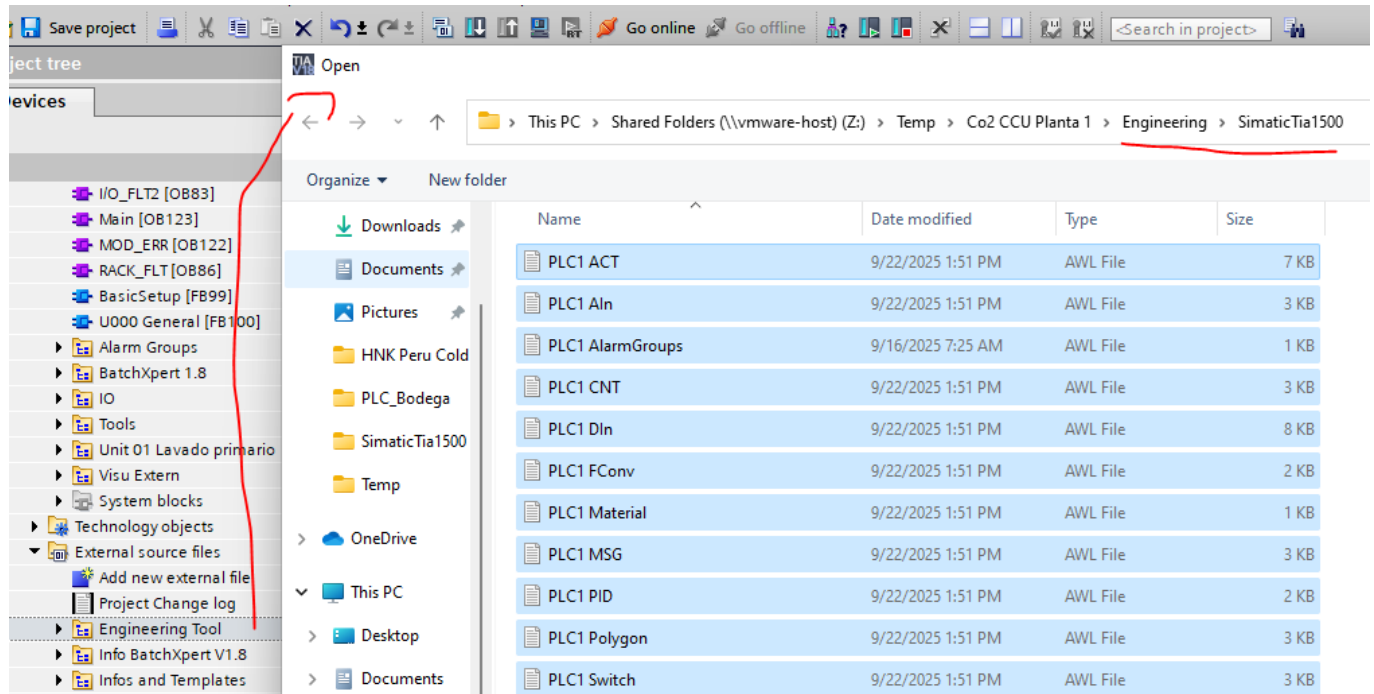 Save project
Go online
Go offline
<Search in project>
ject tree
Open
evices
This PC > Shared Folders (\\vmware-host) (Z:) > Temp > Co2 CCU Planta 1 > Engineering > SimaticTia1500
Organize
New folder
I/O_FLT2 [OB83]
Main [OB123]
MOD_ERR [OB122]
RACK_FLT [OB86]
BasicSetup [FB99]
U000 General [FB100]
Alarm Groups
BatchXpert 1.8
IO
Tools
Unit 01 Lavado primario
Visu Extern
System blocks
Technology objects
External source files
Add new external file
Project Change log
Engineering Tool
Info BatchXpert V1.8
Infos and Templates
Downloads
Documents
Pictures
HNK Peru Cold
PLC_Bodega
SimaticTia1500
Temp
OneDrive
This PC
Desktop
Documents
Name Date modified Type Size
PLC1 ACT 9/22/2025 1:51 PM AWL File 7 KB
PLC1 AIn 9/22/2025 1:51 PM AWL File 3 KB
PLC1 AlarmGroups 9/16/2025 7:25 AM AWL File 1 KB
PLC1 CNT 9/22/2025 1:51 PM AWL File 3 KB
PLC1 DIn 9/22/2025 1:51 PM AWL File 8 KB
PLC1 FConv 9/22/2025 1:51 PM AWL File 2 KB
PLC1 Material 9/22/2025 1:51 PM AWL File 1 KB
PLC1 MSG 9/22/2025 1:51 PM AWL File 3 KB
PLC1 PID 9/22/2025 1:51 PM AWL File 2 KB
PLC1 Polygon 9/22/2025 1:51 PM AWL File 3 KB
PLC1 Switch 9/22/2025 1:51 PM AWL File 3 KB